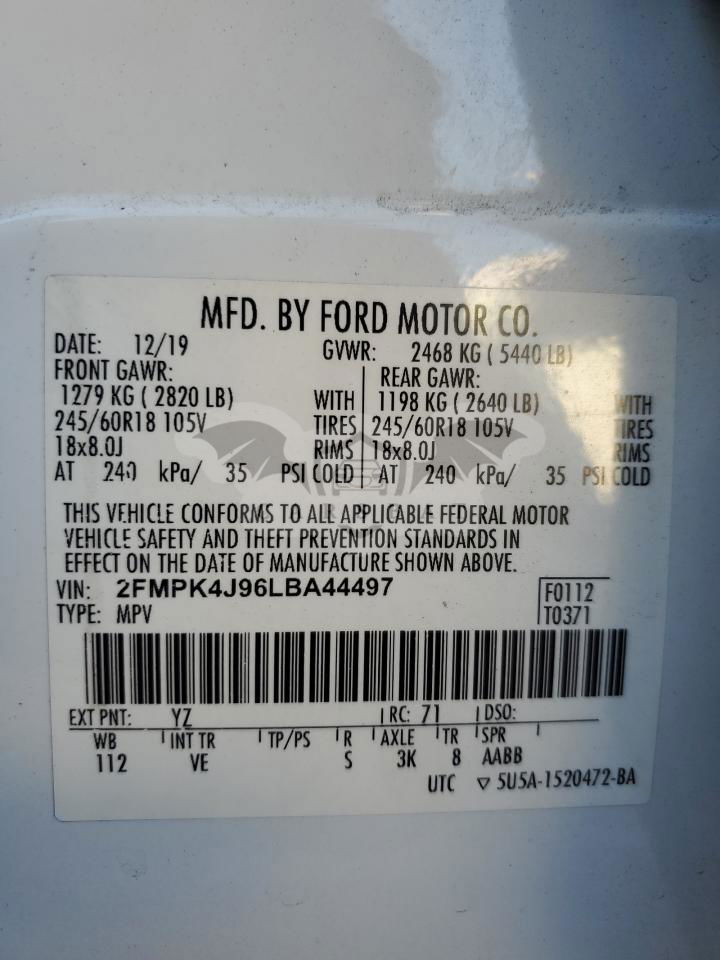 MFD. BY FORD MOTOR CO.
DATE: 12/19 GVWR: 2468 KG ( 5440 LB)
FRONT GAWR: REAR GAWR:
1279 KG ( 2820 LB) WITH 1198 KG ( 2640 LB) WITH
245/60R18 105V TIRES 245/60R18 105V TIRES
18x8.0J RIMS 18x8.0J RIMS
AT 240 kPa/ 35 PSI COLD AT 240 kPa/ 35 PSI COLD
THIS VEHICLE CONFORMS TO ALL APPLICABLE FEDERAL MOTOR
VEHICLE SAFETY AND THEFT PREVENTION STANDARDS IN
EFFECT ON THE DATE OF MANUFACTURE SHOWN ABOVE.
VIN: 2FMPK4J96LBA44497 F0112
TYPE: MPV T0371
EXT PNT: YZ RC: 71 DSO:
WB INT TR TP/PS R AXLE TR SPR
112 VE S 3K 8 AABB
UTC ▽ 5U5A-1520472-BA